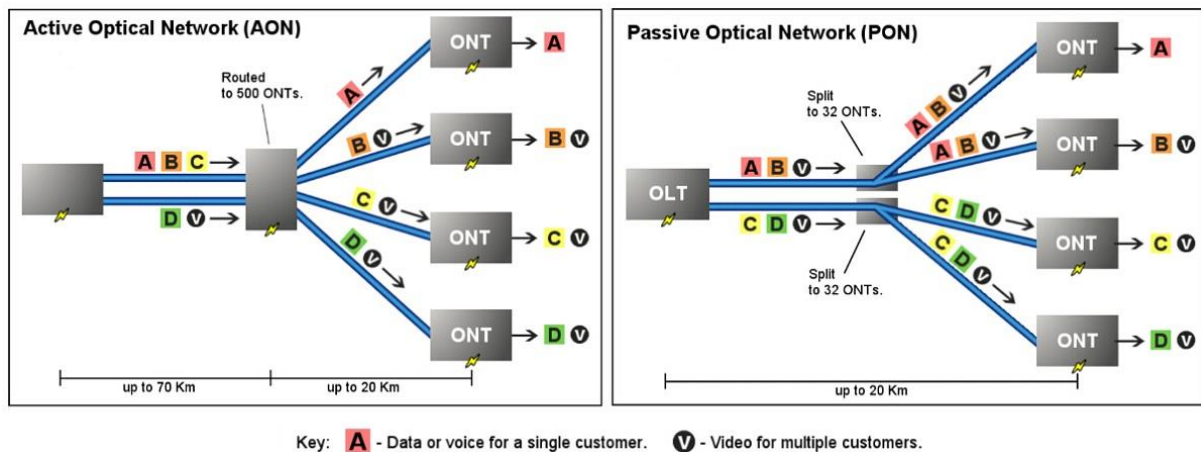 Active Optical Network (AON)
Routed
to 500 ONTs.
A B C
D V
A
B V
C V
D V
ONT
A
ONT
B V
ONT
C V
ONT
D V
up to 70 Km
up to 20 Km
Passive Optical Network (PON)
Split
to 32 ONTs.
OLT
A B V
C D V
Split
to 32 ONTs.
A B V
A B V
C D V
C D V
ONT
A
ONT
B V
ONT
C V
ONT
D V
up to 20 Km
Key: A - Data or voice for a single customer. V - Video for multiple customers.